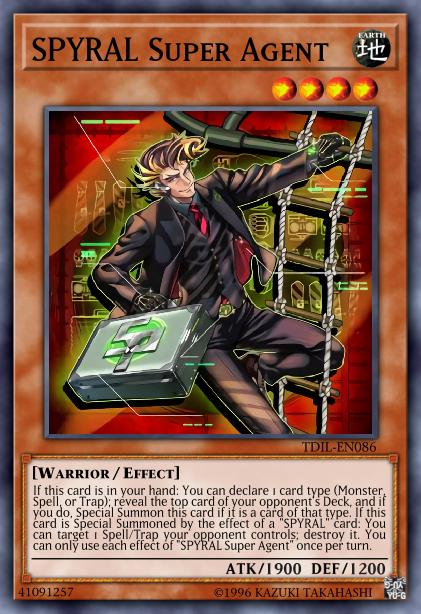 SPYRAL Super Agent
EARTH
地
TDIL-EN086
[Warrior / Effect]
If this card is in your hand: You can declare 1 card type (Monster,
Spell, or Trap); reveal the top card of your opponent's Deck, and if
you do, Special Summon this card if it is a card of that type. If this
card is Special Summoned by the effect of a "SPYRAL" card: You
can target 1 Spell/Trap your opponent controls; destroy it. You
can only use each effect of "SPYRAL Super Agent" once per turn.
ATK/1900 DEF/1200
41091257
©1996 KAZUKI TAKAHASHI